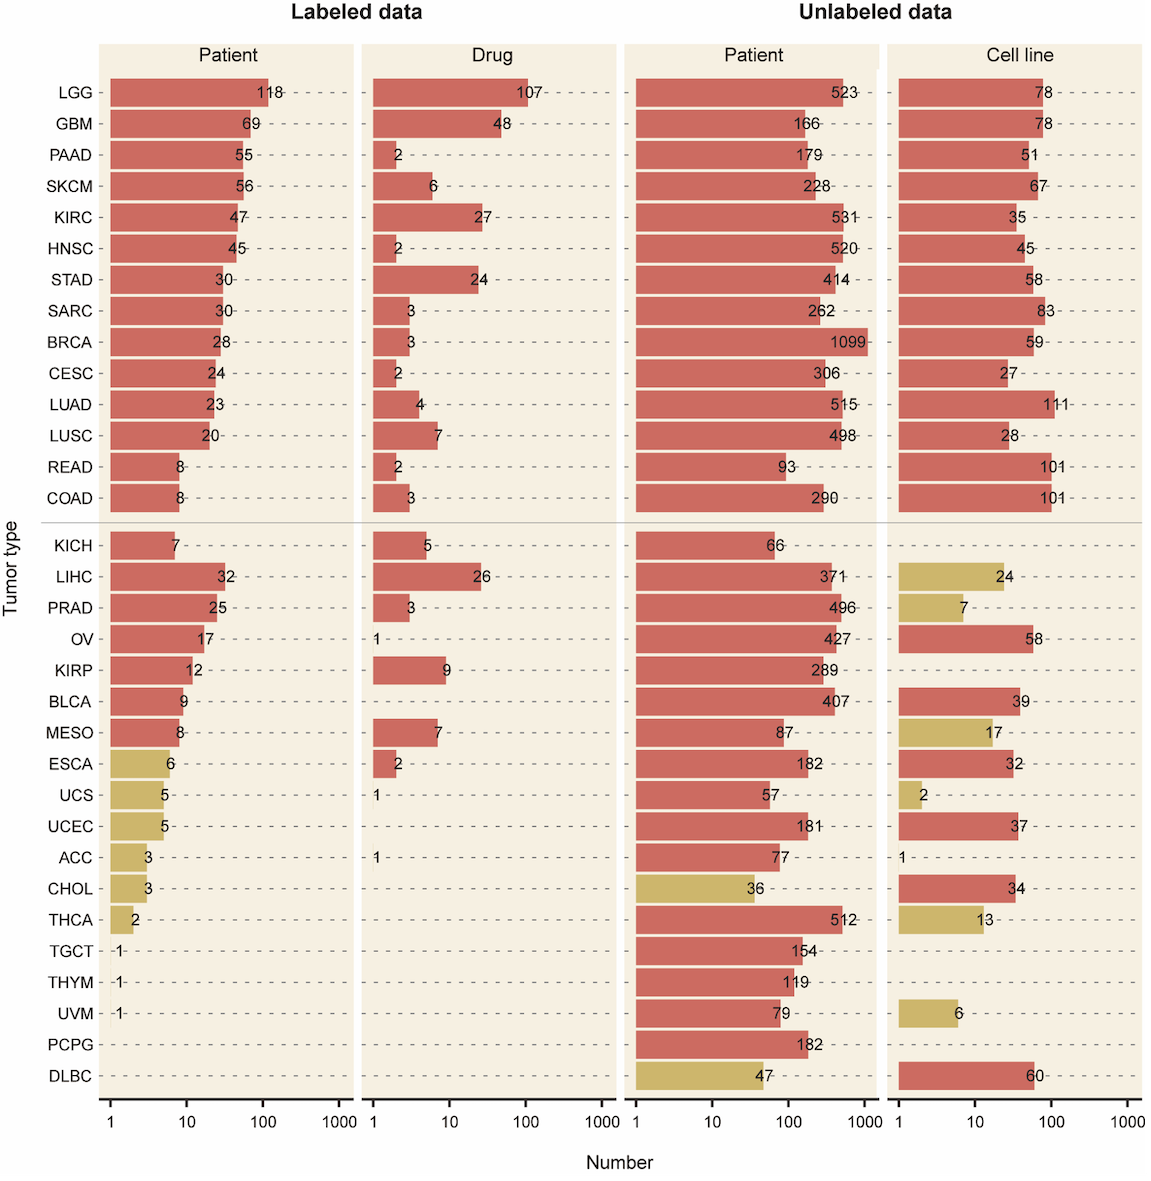 Labeled data Unlabeled data
Patient Drug Patient Cell line
LGG 118 107 523 78
GBM 69 48 166 78
PAAD 55 2 179 51
SKCM 56 6 228 67
KIRC 47 27 531 35
HNSC 45 2 520 45
STAD 30 24 414 58
SARC 30 3 262 83
BRCA 28 3 1099 59
CESC 24 2 306 27
LUAD 23 4 515 111
LUSC 20 7 498 28
READ 8 2 93 101
COAD 8 3 290 101
Tumor type
KICH 7 5 66
LIHC 32 26 371 24
PRAD 25 3 496 7
OV 17 1 427 58
KIRP 12 9 289
BLCA 9 407 39
MESO 8 7 87 17
ESCA 6 2 182 32
UCS 5 1 57 2
UCEC 5 181 37
ACC 3 1 77 1
CHOL 3 36 34
THCA 2 512 13
TGCT 1 154
THYM 1 119
UVM 1 79 6
PCPG 182
DLBC 47 60
1 10 100 1000 1 10 100 1000 1 10 100 1000 1 10 100 1000
Number